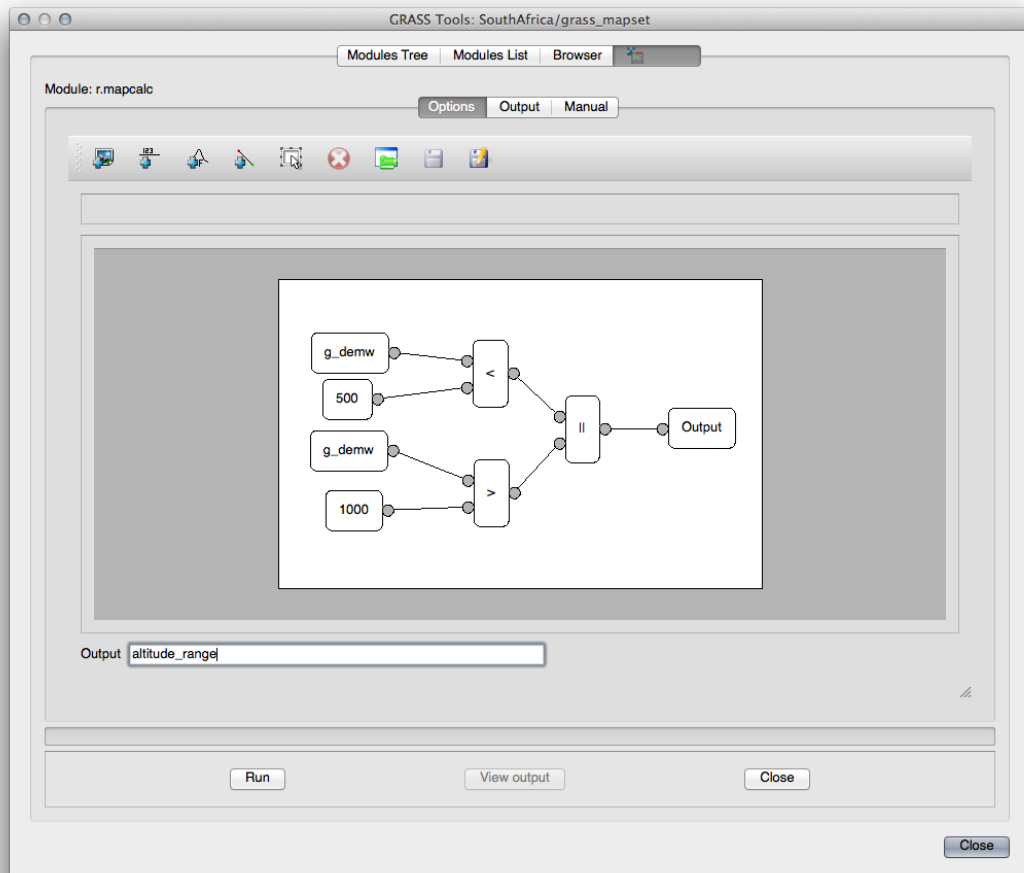 GRASS Tools: SouthAfrica/grass_mapset
Modules Tree Modules List Browser
Module: r.mapcalc
Options Output Manual
123
F
g_demw
<
500
||
Output
g_demw
>
1000
Output altitude_range
Run View output Close
Close